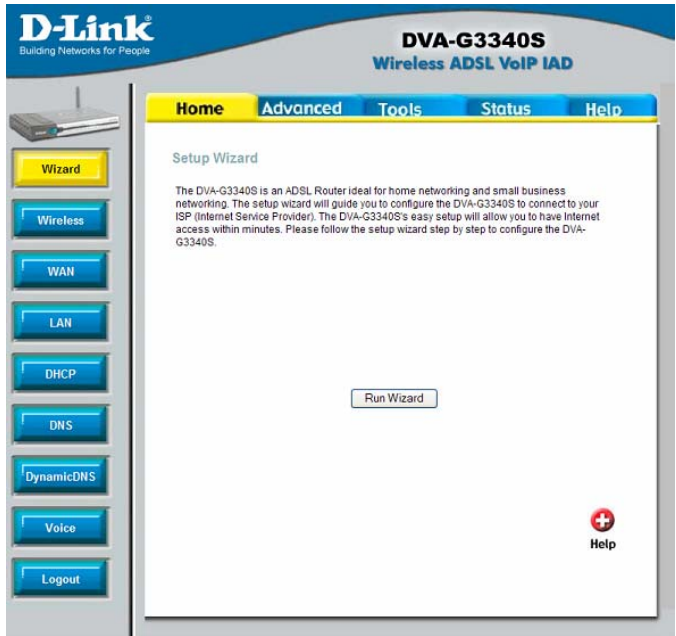 D-Link
Building Networks for People
DVA-G3340S
Wireless ADSL VoIP IAD
Home
Advanced
Tools
Status
Help
Wizard
Wireless
WAN
LAN
DHCP
DNS
DynamicDNS
Voice
Logout
Setup Wizard
The DVA-G3340S is an ADSL Router ideal for home networking and small business
networking. The setup wizard will guide you to configure the DVA-G3340S to connect to your
ISP (Internet Service Provider). The DVA-G3340S's easy setup will allow you to have Internet
access within minutes. Please follow the setup wizard step by step to configure the DVA-
G3340S.
Run Wizard
Help